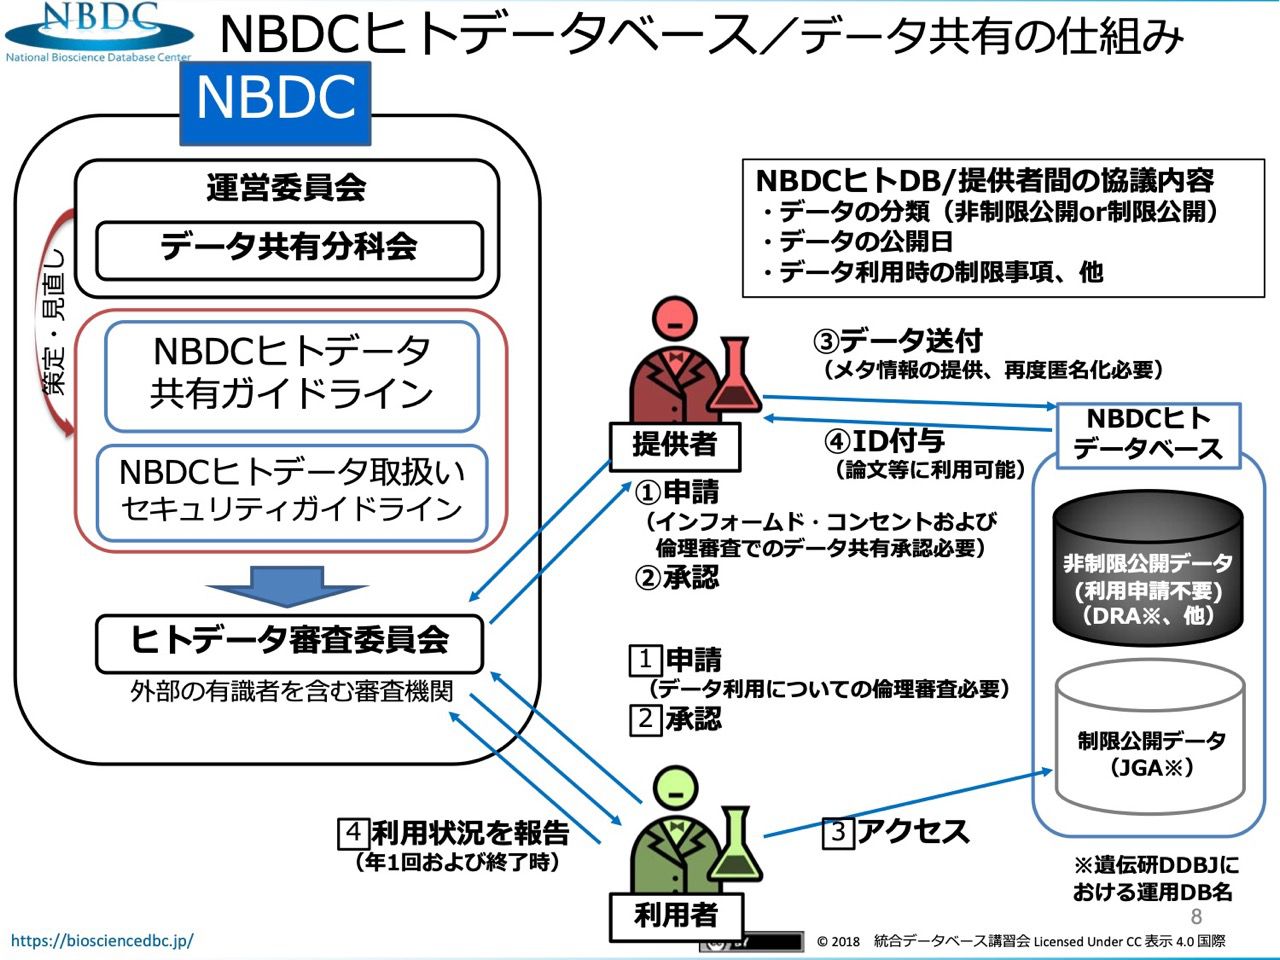 NBDC
National Bioscience Database Center
NBDCヒトデータベース／データ共有の仕組み
NBDC
運営委員会
データ共有分科会
策定・見直し
NBDCヒトデータ
共有ガイドライン
NBDCヒトデータ取扱い
セキュリティガイドライン
ヒトデータ審査委員会
外部の有識者を含む審査機関
NBDCヒトDB/提供者間の協議内容
・データの分類（非制限公開or制限公開）
・データの公開日
・データ利用時の制限事項、他
③データ送付
（メタ情報の提供、再度匿名化必要）
④ID付与
（論文等に利用可能）
提供者
①申請
（インフォームド・コンセントおよび
倫理審査でのデータ共有承認必要）
②承認
NBDCヒト
データベース
非制限公開データ
(利用申請不要)
（DRA※、他）
制限公開データ
（JGA※）
1 申請
（データ利用についての倫理審査必要）
2 承認
3 アクセス
4 利用状況を報告
（年1回および終了時）
利用者
※遺伝研DDBJに
おける運用DB名
8
https://biosciencedbc.jp/
CC BY
© 2018 統合データベース講習会 Licensed Under CC 表示 4.0 国際